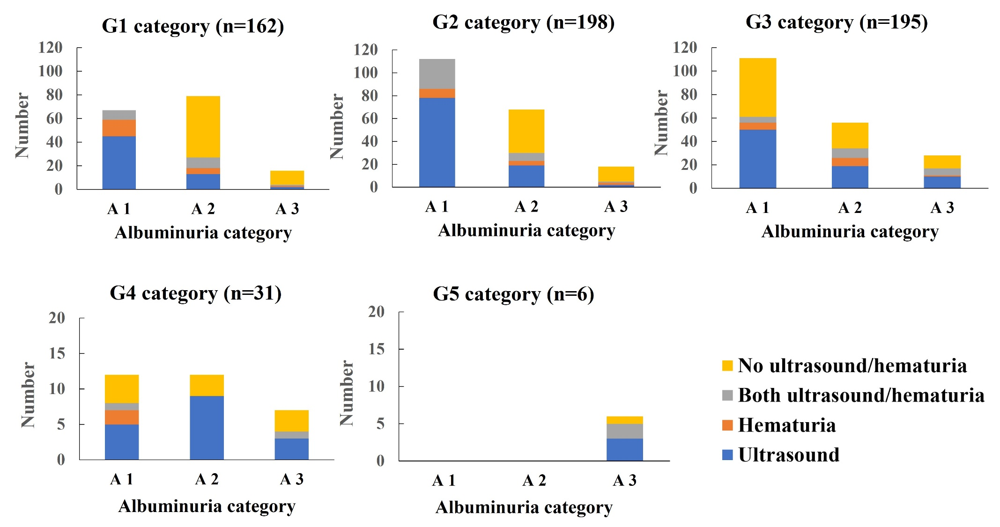 G1 category (n=162)
120
100
80
60
40
20
0
Number
A 1
A 2
A 3
Albuminuria category
G2 category (n=198)
120
100
80
60
40
20
0
Number
A 1
A 2
A 3
Albuminuria category
G3 category (n=195)
120
100
80
60
40
20
0
Number
A 1
A 2
A 3
Albuminuria category
G4 category (n=31)
20
15
10
5
0
Number
A 1
A 2
A 3
Albuminuria category
G5 category (n=6)
20
15
10
5
0
Number
A 1
A 2
A 3
Albuminuria category
No ultrasound/hematuria
Both ultrasound/hematuria
Hematuria
Ultrasound